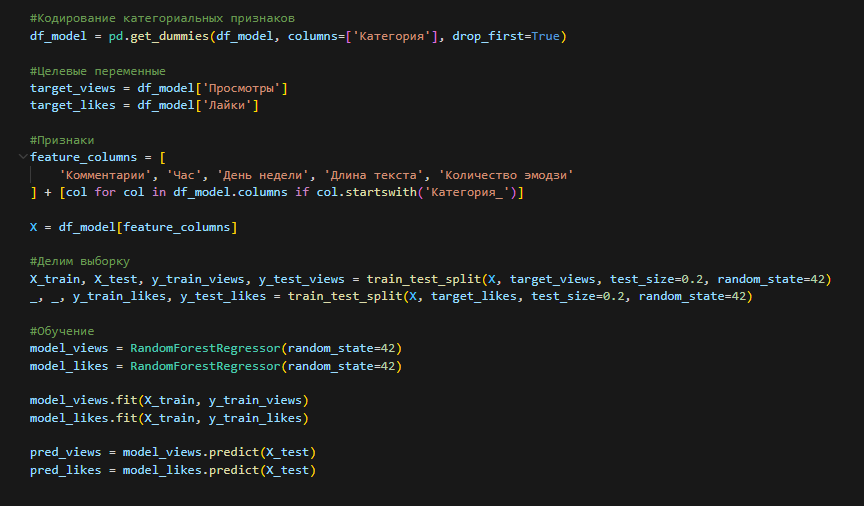 #Кодирование категориальных признаков
df_model = pd.get_dummies(df_model, columns=['Категория'], drop_first=True)
#Целевые переменные
target_views = df_model['Просмотры']
target_likes = df_model['Лайки']
#Признаки
feature_columns = [
    'Комментарии', 'Час', 'День недели', 'Длина текста', 'Количество эмодзи'
] + [col for col in df_model.columns if col.startswith('Категория_')]
X = df_model[feature_columns]
#Делим выборку
X_train, X_test, y_train_views, y_test_views = train_test_split(X, target_views, test_size=0.2, random_state=42)
_, _, y_train_likes, y_test_likes = train_test_split(X, target_likes, test_size=0.2, random_state=42)
#Обучение
model_views = RandomForestRegressor(random_state=42)
model_likes = RandomForestRegressor(random_state=42)
model_views.fit(X_train, y_train_views)
model_likes.fit(X_train, y_train_likes)
pred_views = model_views.predict(X_test)
pred_likes = model_likes.predict(X_test)